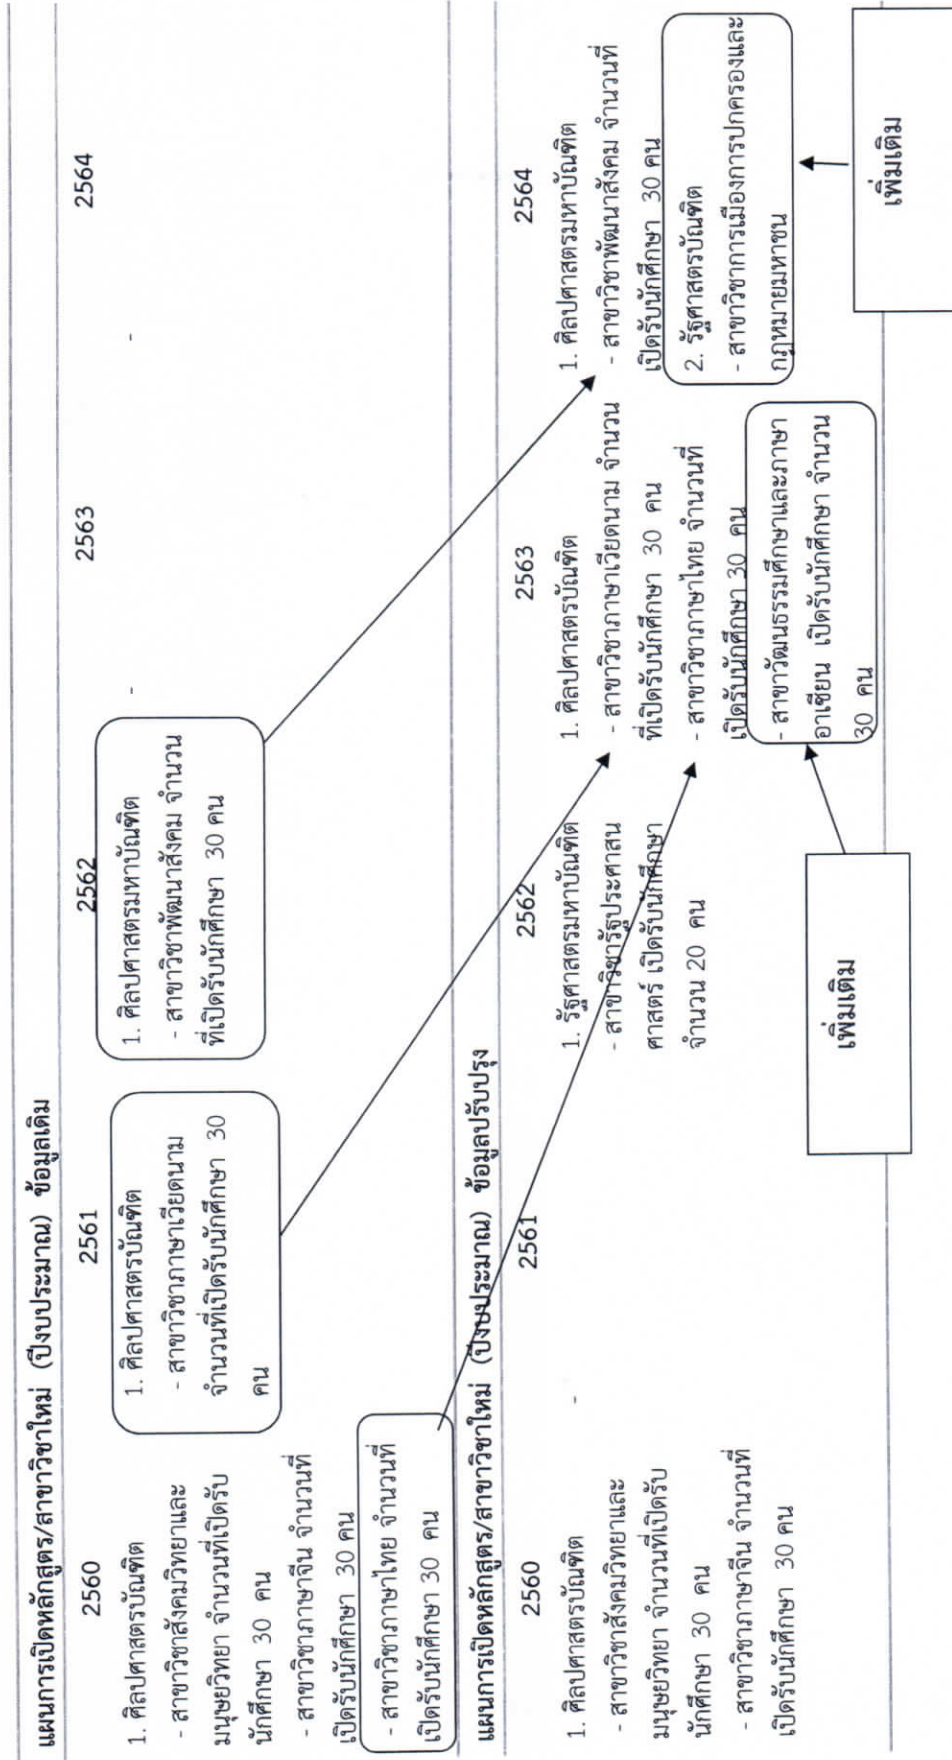 แผนการเปิดหลักสูตร/สาขาวิชาใหม่ (ปีงบประมาณ) ข้อมูลเดิม
2560
2561
2562
2563
2564
1. ศิลปศาสตรบัณฑิต
- สาขาวิชาสังคมวิทยาและ
มนุษยวิทยา จำนวนที่เปิดรับ
นักศึกษา 30 คน
- สาขาวิชาภาษาจีน จำนวนที่
เปิดรับนักศึกษา 30 คน
- สาขาวิชาภาษาไทย จำนวนที่
เปิดรับนักศึกษา 30 คน
1. ศิลปศาสตรบัณฑิต
- สาขาวิชาภาษาเวียดนาม
จำนวนที่เปิดรับนักศึกษา 30
คน
1. ศิลปศาสตรมหาบัณฑิต
- สาขาวิชาพัฒนาสังคม จำนวน
ที่เปิดรับนักศึกษา 30 คน
-
-
แผนการเปิดหลักสูตร/สาขาวิชาใหม่ (ปีงบประมาณ) ข้อมูลปรับปรุง
2560
2561
2562
2563
2564
1. ศิลปศาสตรบัณฑิต
- สาขาวิชาสังคมวิทยาและ
มนุษยวิทยา จำนวนที่เปิดรับ
นักศึกษา 30 คน
- สาขาวิชาภาษาจีน จำนวนที่
เปิดรับนักศึกษา 30 คน
-
1. รัฐศาสตรมหาบัณฑิต
- สาขาวิชารัฐประศาสน
ศาสตร์ เปิดรับนักศึกษา
จำนวน 20 คน
1. ศิลปศาสตรบัณฑิต
- สาขาวิชาภาษาเวียดนาม จำนวน
ที่เปิดรับนักศึกษา 30 คน
- สาขาวิชาภาษาไทย จำนวนที่
เปิดรับนักศึกษา 30 คน
- สาขาวัฒนธรรมศึกษาและภาษา
อาเซียน เปิดรับนักศึกษา จำนวน
30 คน
1. ศิลปศาสตรมหาบัณฑิต
- สาขาวิชาพัฒนาสังคม จำนวนที่
เปิดรับนักศึกษา 30 คน
2. รัฐศาสตรบัณฑิต
- สาขาวิชาการเมืองการปกครองและ
กฎหมายมหาชน
เพิ่มเติม
เพิ่มเติม